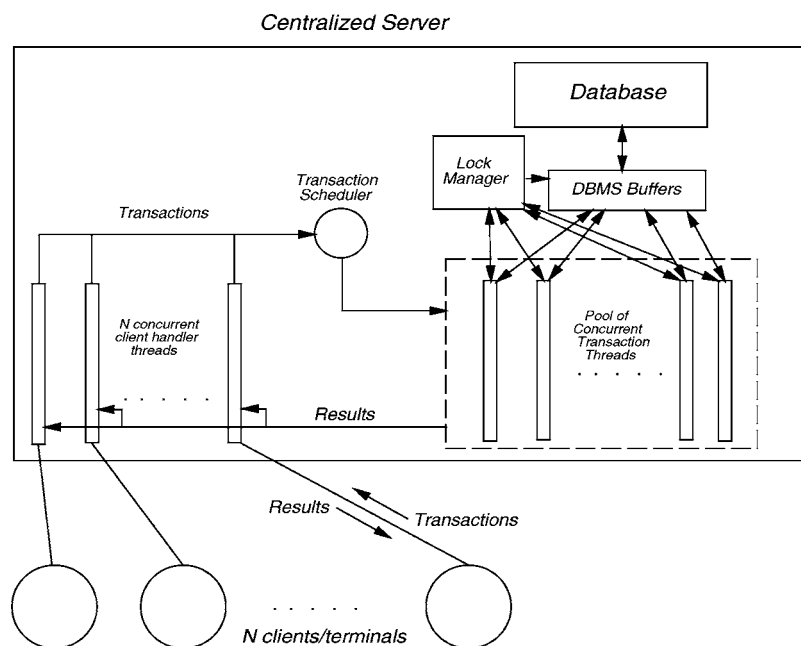 Centralized Server
Database
Lock
Manager
DBMS Buffers
Transaction
Scheduler
Transactions
N concurrent
client handler
threads
. . . . .
Pool of
Concurrent
Transaction
Threads
. . . . .
Results
Results
Transactions
. . . . .
N clients/terminals